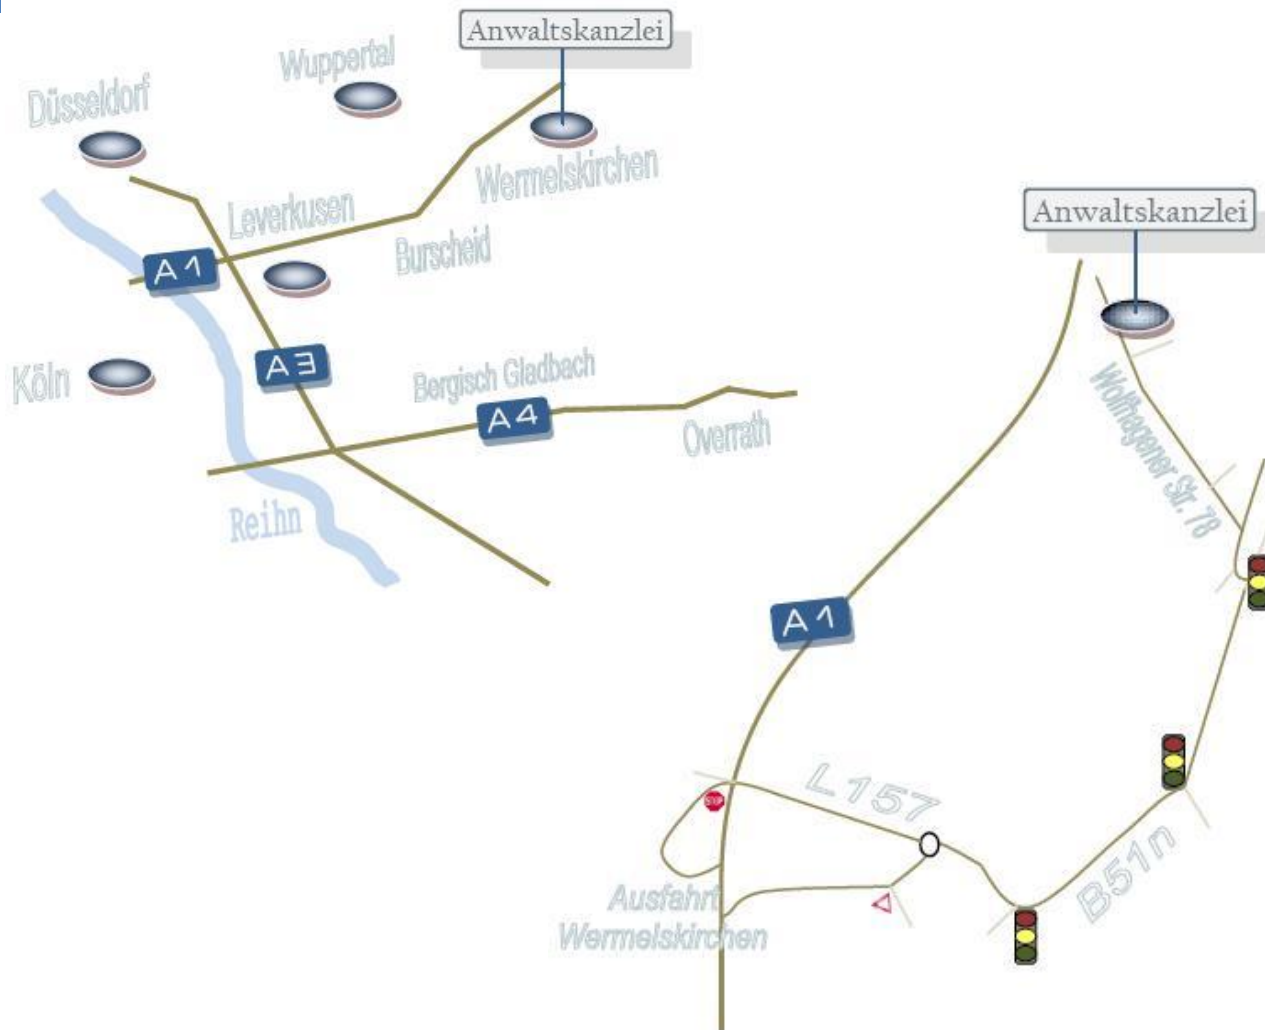 Anwaltskanzlei
Wuppertal
Düsseldorf
Wermelskirchen
Leverkusen
Burscheid
A1
A3
Köln
Bergisch Gladbach
A4
Overrath
Reihn
Anwaltskanzlei
Wolfhagener Str. 78
A1
L157
STOP
B51n
Ausfahrt
Wermelskirchen